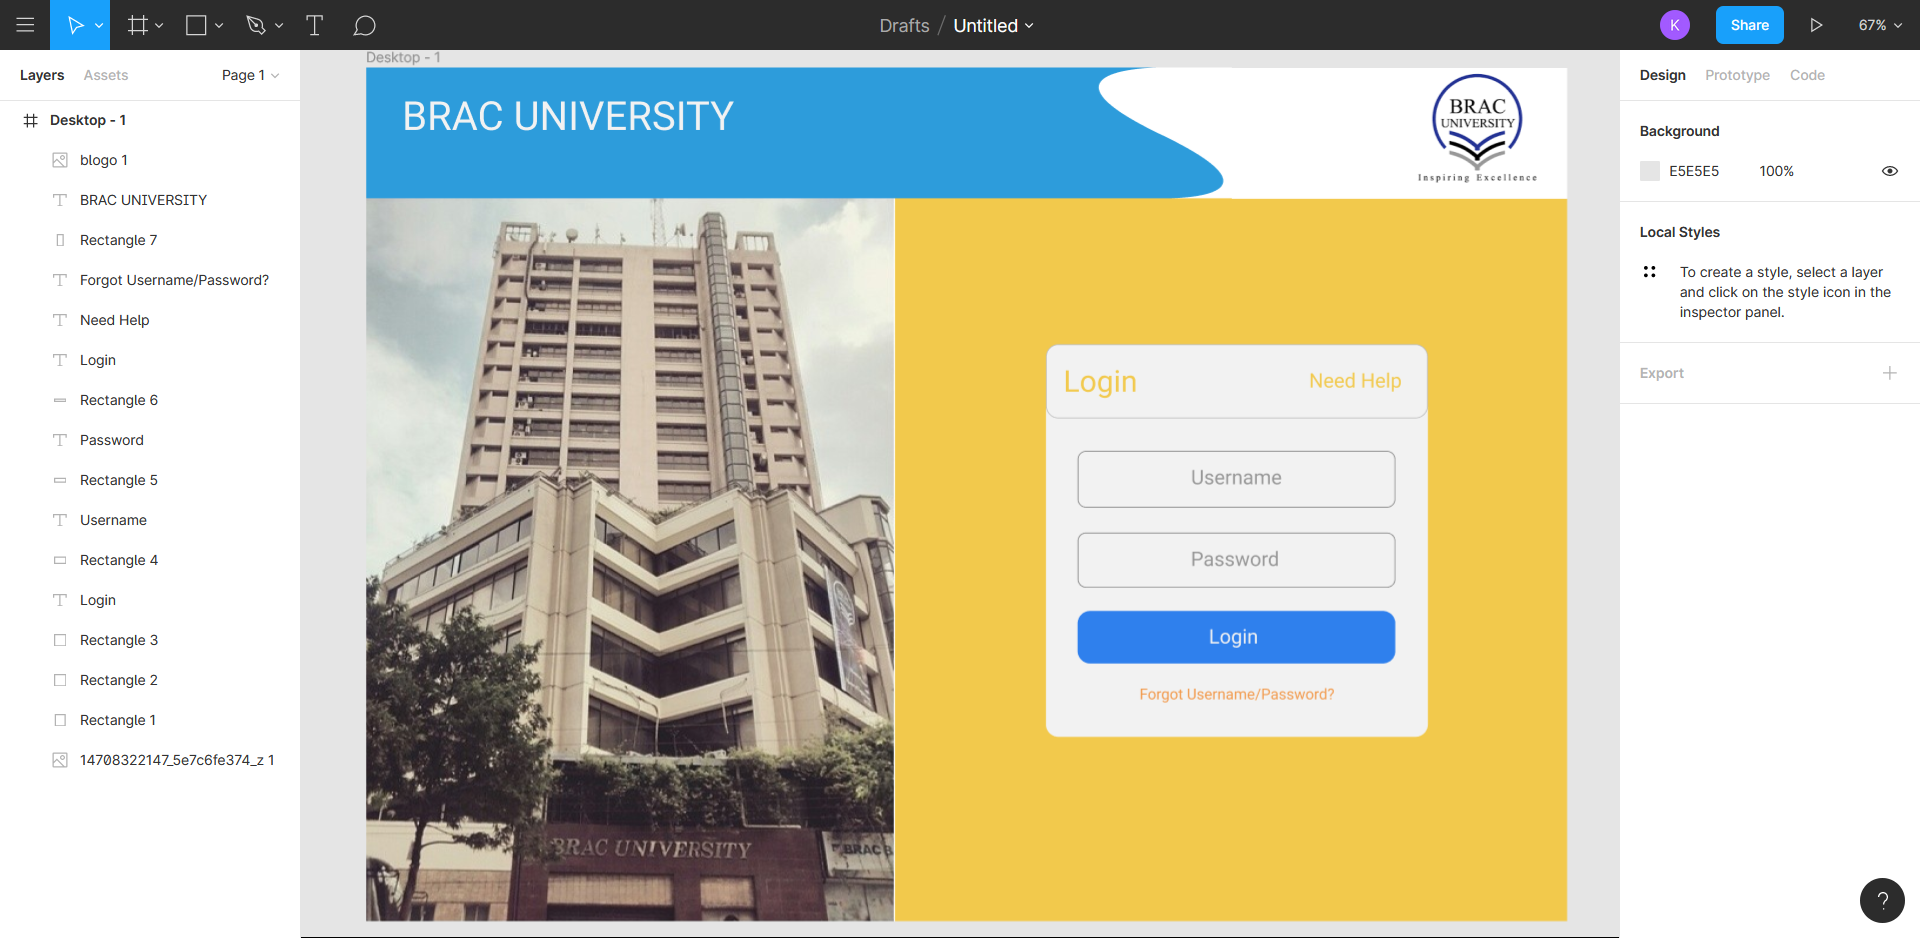 Drafts / Untitled
K
Share
67%
Layers
Assets
Page 1
Desktop - 1
blogo 1
BRAC UNIVERSITY
Rectangle 7
Forgot Username/Password?
Need Help
Login
Rectangle 6
Password
Rectangle 5
Username
Rectangle 4
Login
Rectangle 3
Rectangle 2
Rectangle 1
14708322147_5e7c6fe374_z 1
Desktop - 1
BRAC UNIVERSITY
BRAC
UNIVERSITY
Inspiring Excellence
BRAC UNIVERSITY
BRAC
Login
Need Help
Username
Password
Login
Forgot Username/Password?
Design
Prototype
Code
Background
E5E5E5
100%
Local Styles
To create a style, select a layer
and click on the style icon in the
inspector panel.
Export
?